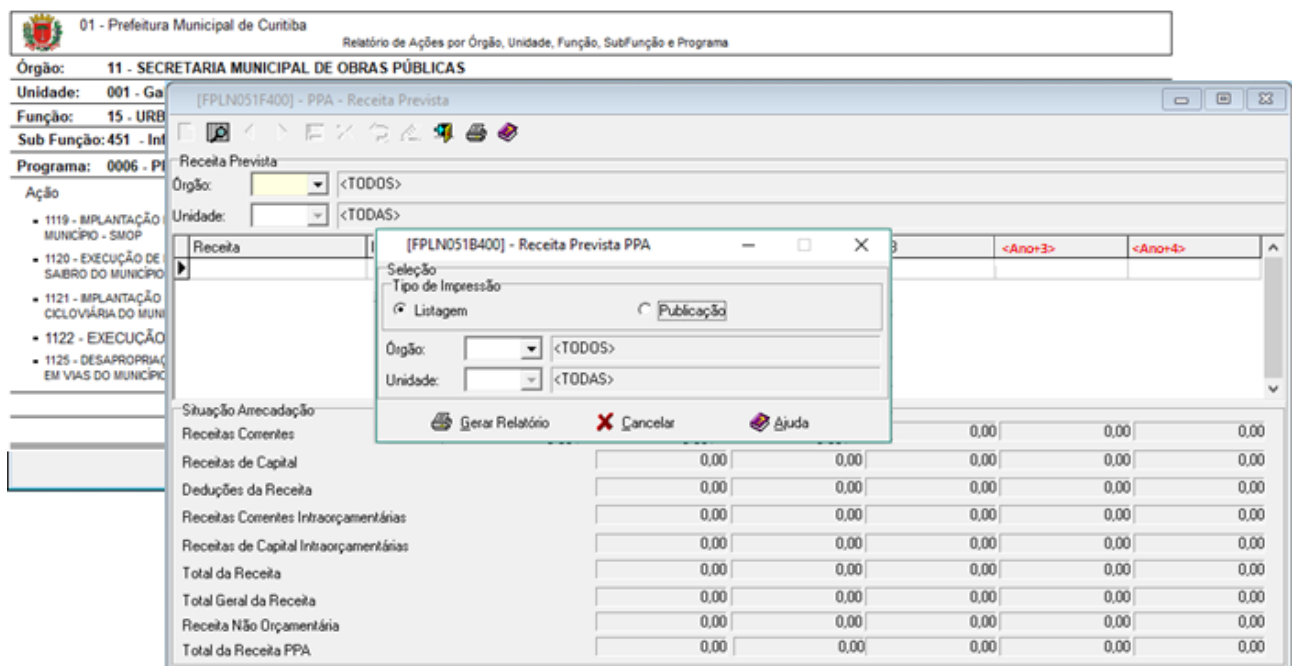 01 - Prefeitura Municipal de Curitiba
Relatório de Ações por Órgão, Unidade, Função, SubFunção e Programa
Órgão: 11 - SECRETARIA MUNICIPAL DE OBRAS PÚBLICAS
Unidade: 001 - Ga
Função: 15 - URB
Sub Função: 451 - Inf
Programa: 0006 - Pl
Ação
1119 - IMPLANTAÇÃO
MUNICÍPIO - SMOP
1120 - EXECUÇÃO DE
SAIBRO DO MUNICÍPIO
1121 - IMPLANTAÇÃO
CICLOVIÁRIA DO MUNI
1122 - EXECUÇÃO
1125 - DESAPROPRIAÇ
EM VIAS DO MUNICÍPIO
[FPLN051F400] - PPA - Receita Prevista
Receita Prevista
Órgão: <TODOS>
Unidade: <TODAS>
Receita <Ano+3> <Ano+4>
[FPLN051B400] - Receita Prevista PPA
Seleção
Tipo de Impressão
Listagem Publicação
Órgão: <TODOS>
Unidade: <TODAS>
Gerar Relatório Cancelar Ajuda
Situação Arrecadação
Receitas Correntes 0,00 0,00 0,00
Receitas de Capital 0,00 0,00 0,00 0,00 0,00
Deduções da Receita 0,00 0,00 0,00 0,00 0,00
Receitas Correntes Intraorçamentárias 0,00 0,00 0,00 0,00 0,00
Receitas de Capital Intraorçamentárias 0,00 0,00 0,00 0,00 0,00
Total da Receita 0,00 0,00 0,00 0,00 0,00
Total Geral da Receita 0,00 0,00 0,00 0,00 0,00
Receita Não Orçamentária 0,00 0,00 0,00 0,00 0,00
Total da Receita PPA 0,00 0,00 0,00 0,00 0,00